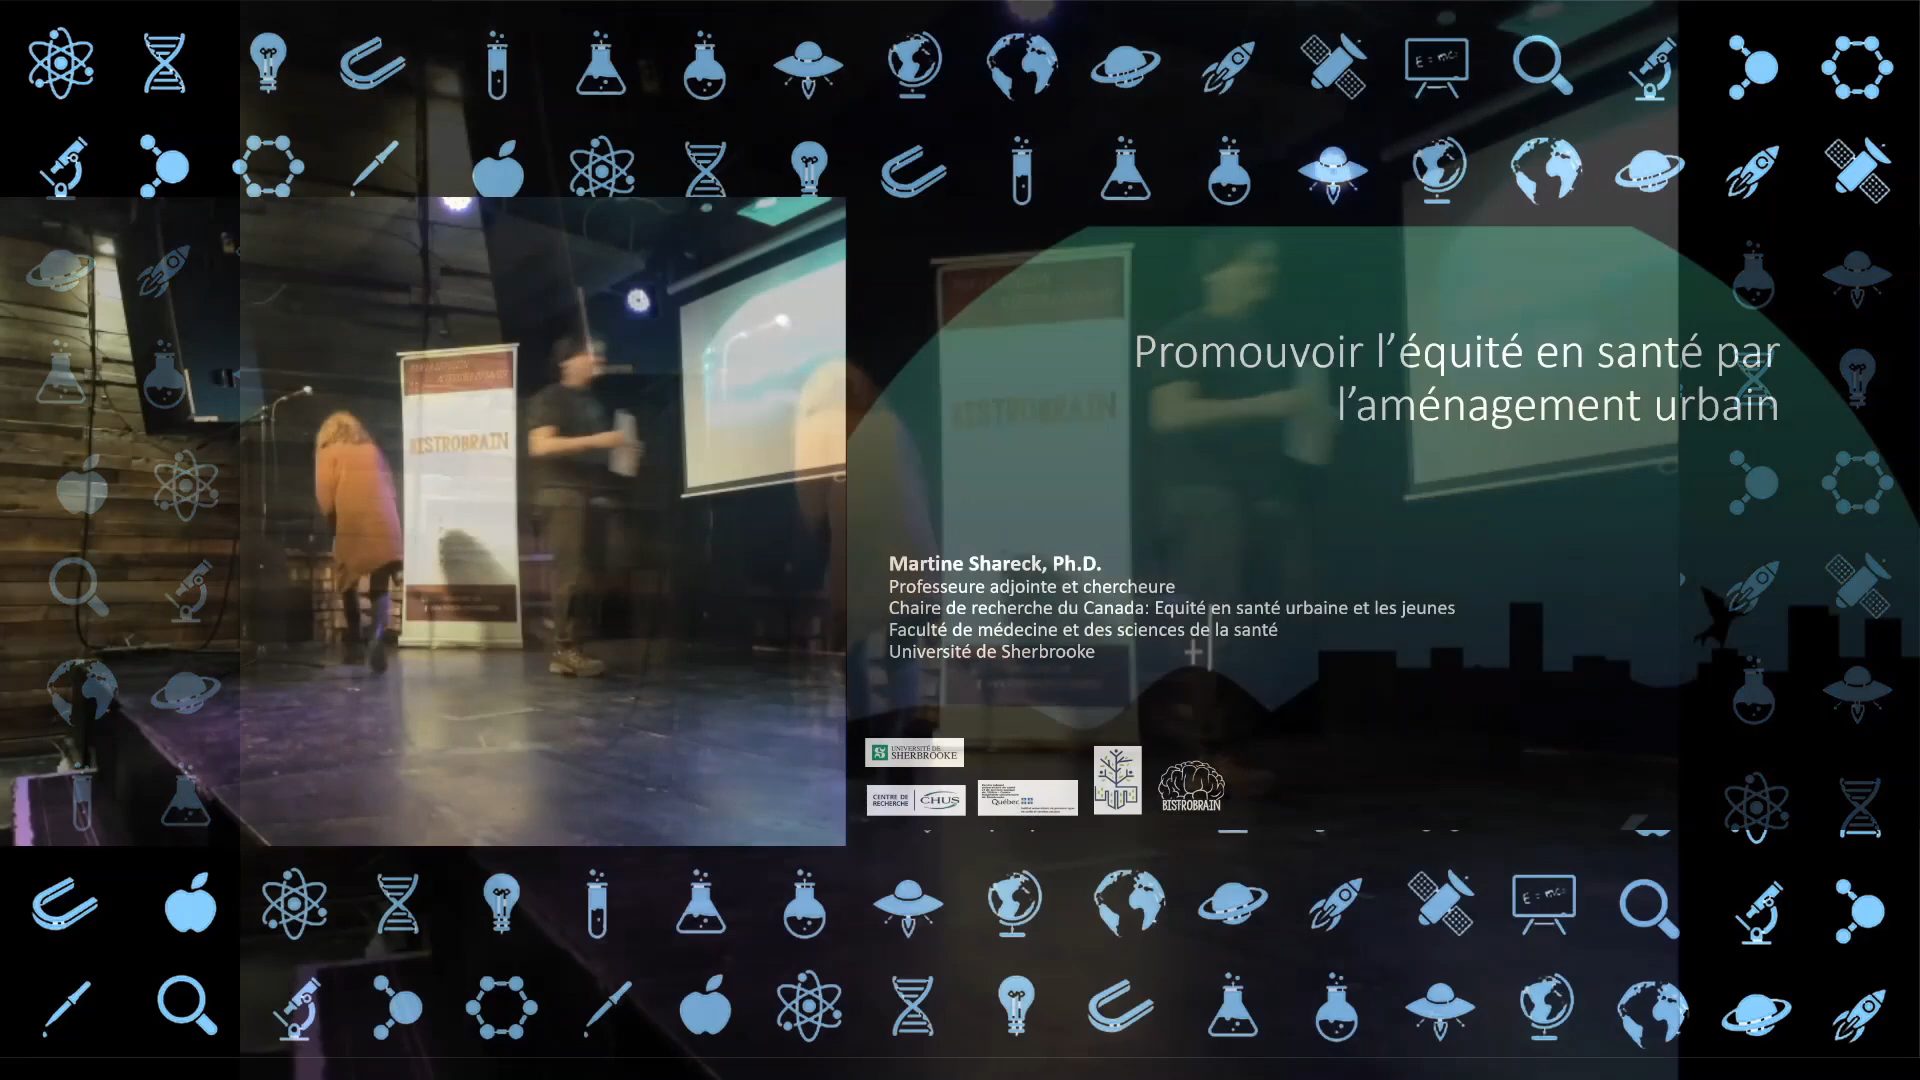 E = mc²
BISTROBRAIN
Promouvoir l’équité en santé par
l’aménagement urbain
Martine Shareck, Ph.D.
Professeure adjointe et chercheure
Chaire de recherche du Canada: Equité en santé urbaine et les jeunes
Faculté de médecine et des sciences de la santé
Université de Sherbrooke
UNIVERSITÉ DE
SHERBROOKE
CENTRE DE
RECHERCHE
CHUS
Québec
BISTROBRAIN
E = mc²